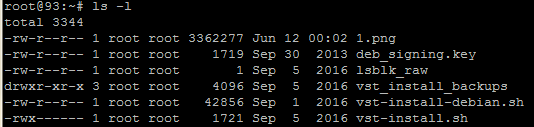 root@93:~# ls -l
total 3344
-rw-r--r-- 1 root root 3362277 Jun 12 00:02 1.png
-rw-r--r-- 1 root root    1719 Sep 30  2013 deb_signing.key
-rw-r--r-- 1 root root       1 Sep  5  2016 lsblk_raw
drwxr-xr-x 3 root root    4096 Sep  5  2016 vst_install_backups
-rw-r--r-- 1 root root   42856 Sep  1  2016 vst-install-debian.sh
-rwx------ 1 root root    1721 Sep  5  2016 vst-install.sh